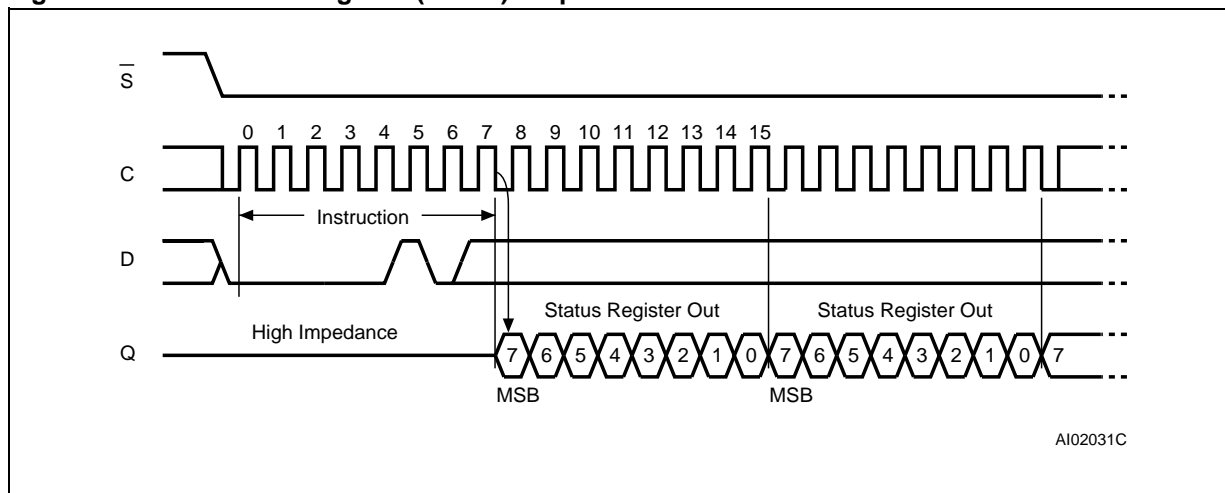 S
0 1 2 3 4 5 6 7 8 9 10 11 12 13 14 15
C
Instruction
D
Status Register Out Status Register Out
High Impedance
Q 7 6 5 4 3 2 1 0 7 6 5 4 3 2 1 0 7
MSB MSB
AI02031C